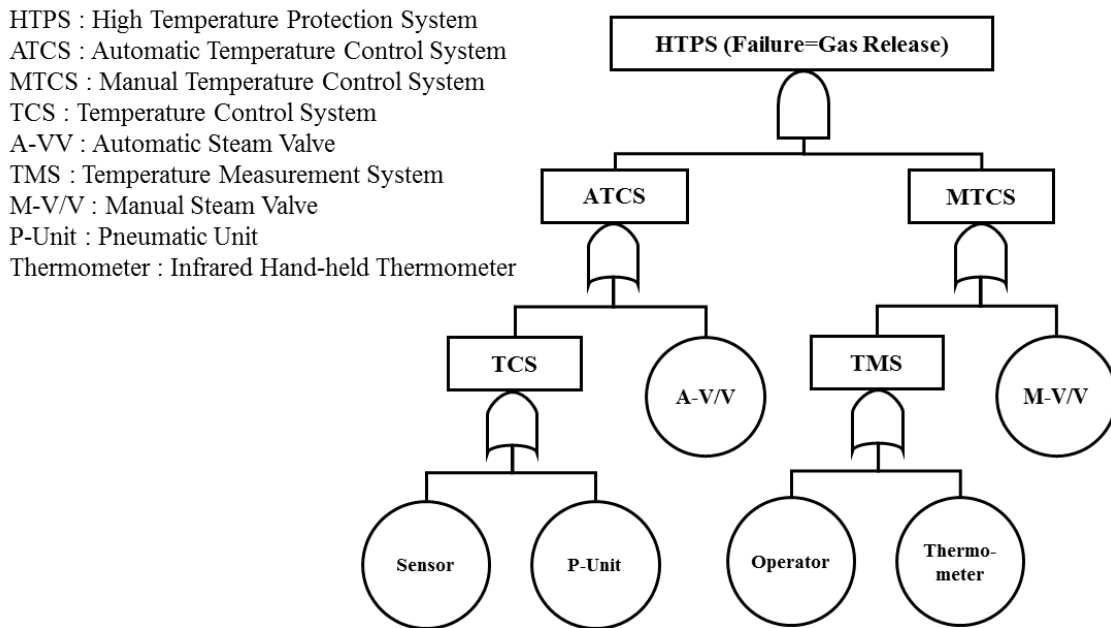 HTPS : High Temperature Protection System
ATCS : Automatic Temperature Control System
MTCS : Manual Temperature Control System
TCS : Temperature Control System
A-VV : Automatic Steam Valve
TMS : Temperature Measurement System
M-V/V : Manual Steam Valve
P-Unit : Pneumatic Unit
Thermometer : Infrared Hand-held Thermometer
HTPS (Failure=Gas Release)
ATCS
MTCS
TCS
A-V/V
TMS
M-V/V
Sensor
P-Unit
Operator
Thermo-
meter